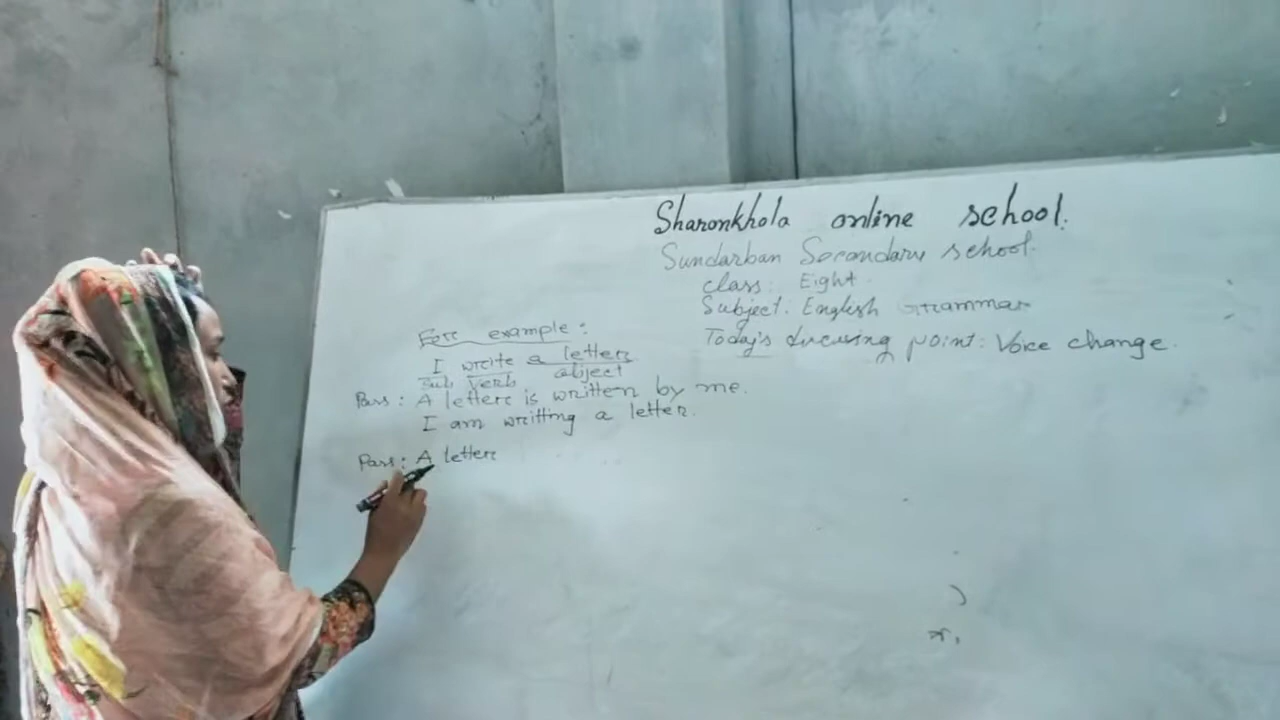 Sharonkhola online school.
Sundarban Secondary school.
class: Eight.
Subject: English Grammar
Today's discussing point: Voice change.
For example:
I write a letter
Sub Verb object
Pass: A letter is written by me.
I am writting a letter.
Pass: A letter